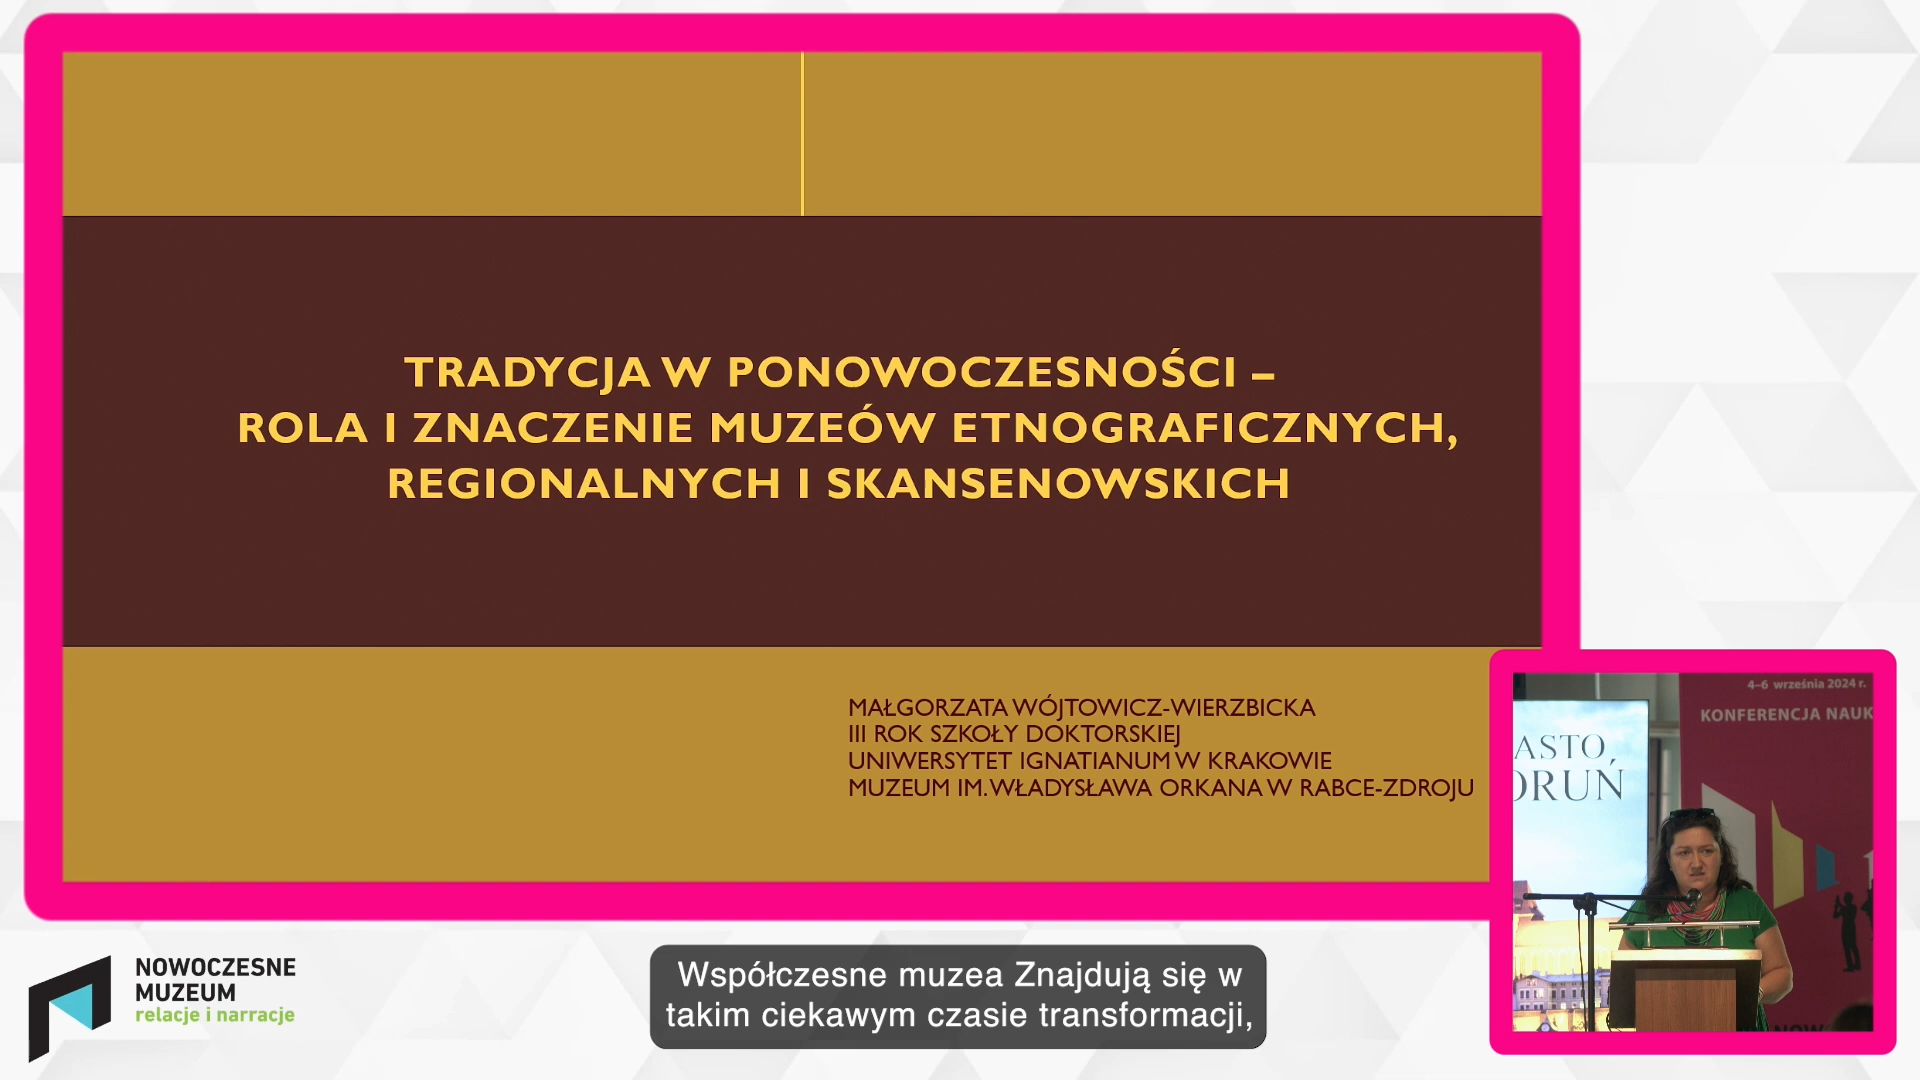 TRADYCJA W PONOWOCZESNOŚCI –
ROLA I ZNACZENIE MUZEÓW ETNOGRAFICZNYCH,
REGIONALNYCH I SKANSENOWSKICH
MAŁGORZATA WÓJTOWICZ-WIERZBICKA
III ROK SZKOŁY DOKTORSKIEJ
UNIWERSYTET IGNATIANUM W KRAKOWIE
MUZEUM IM. WŁADYSŁAWA ORKANA W RABCE-ZDROJU
4–6 września 2024 r.
KONFERENCJA NAUK
ASTO,
ORUŃ
NOWOCZESNE
MUZEUM
relacje i narracje
Współczesne muzea Znajdują się w
takim ciekawym czasie transformacji,